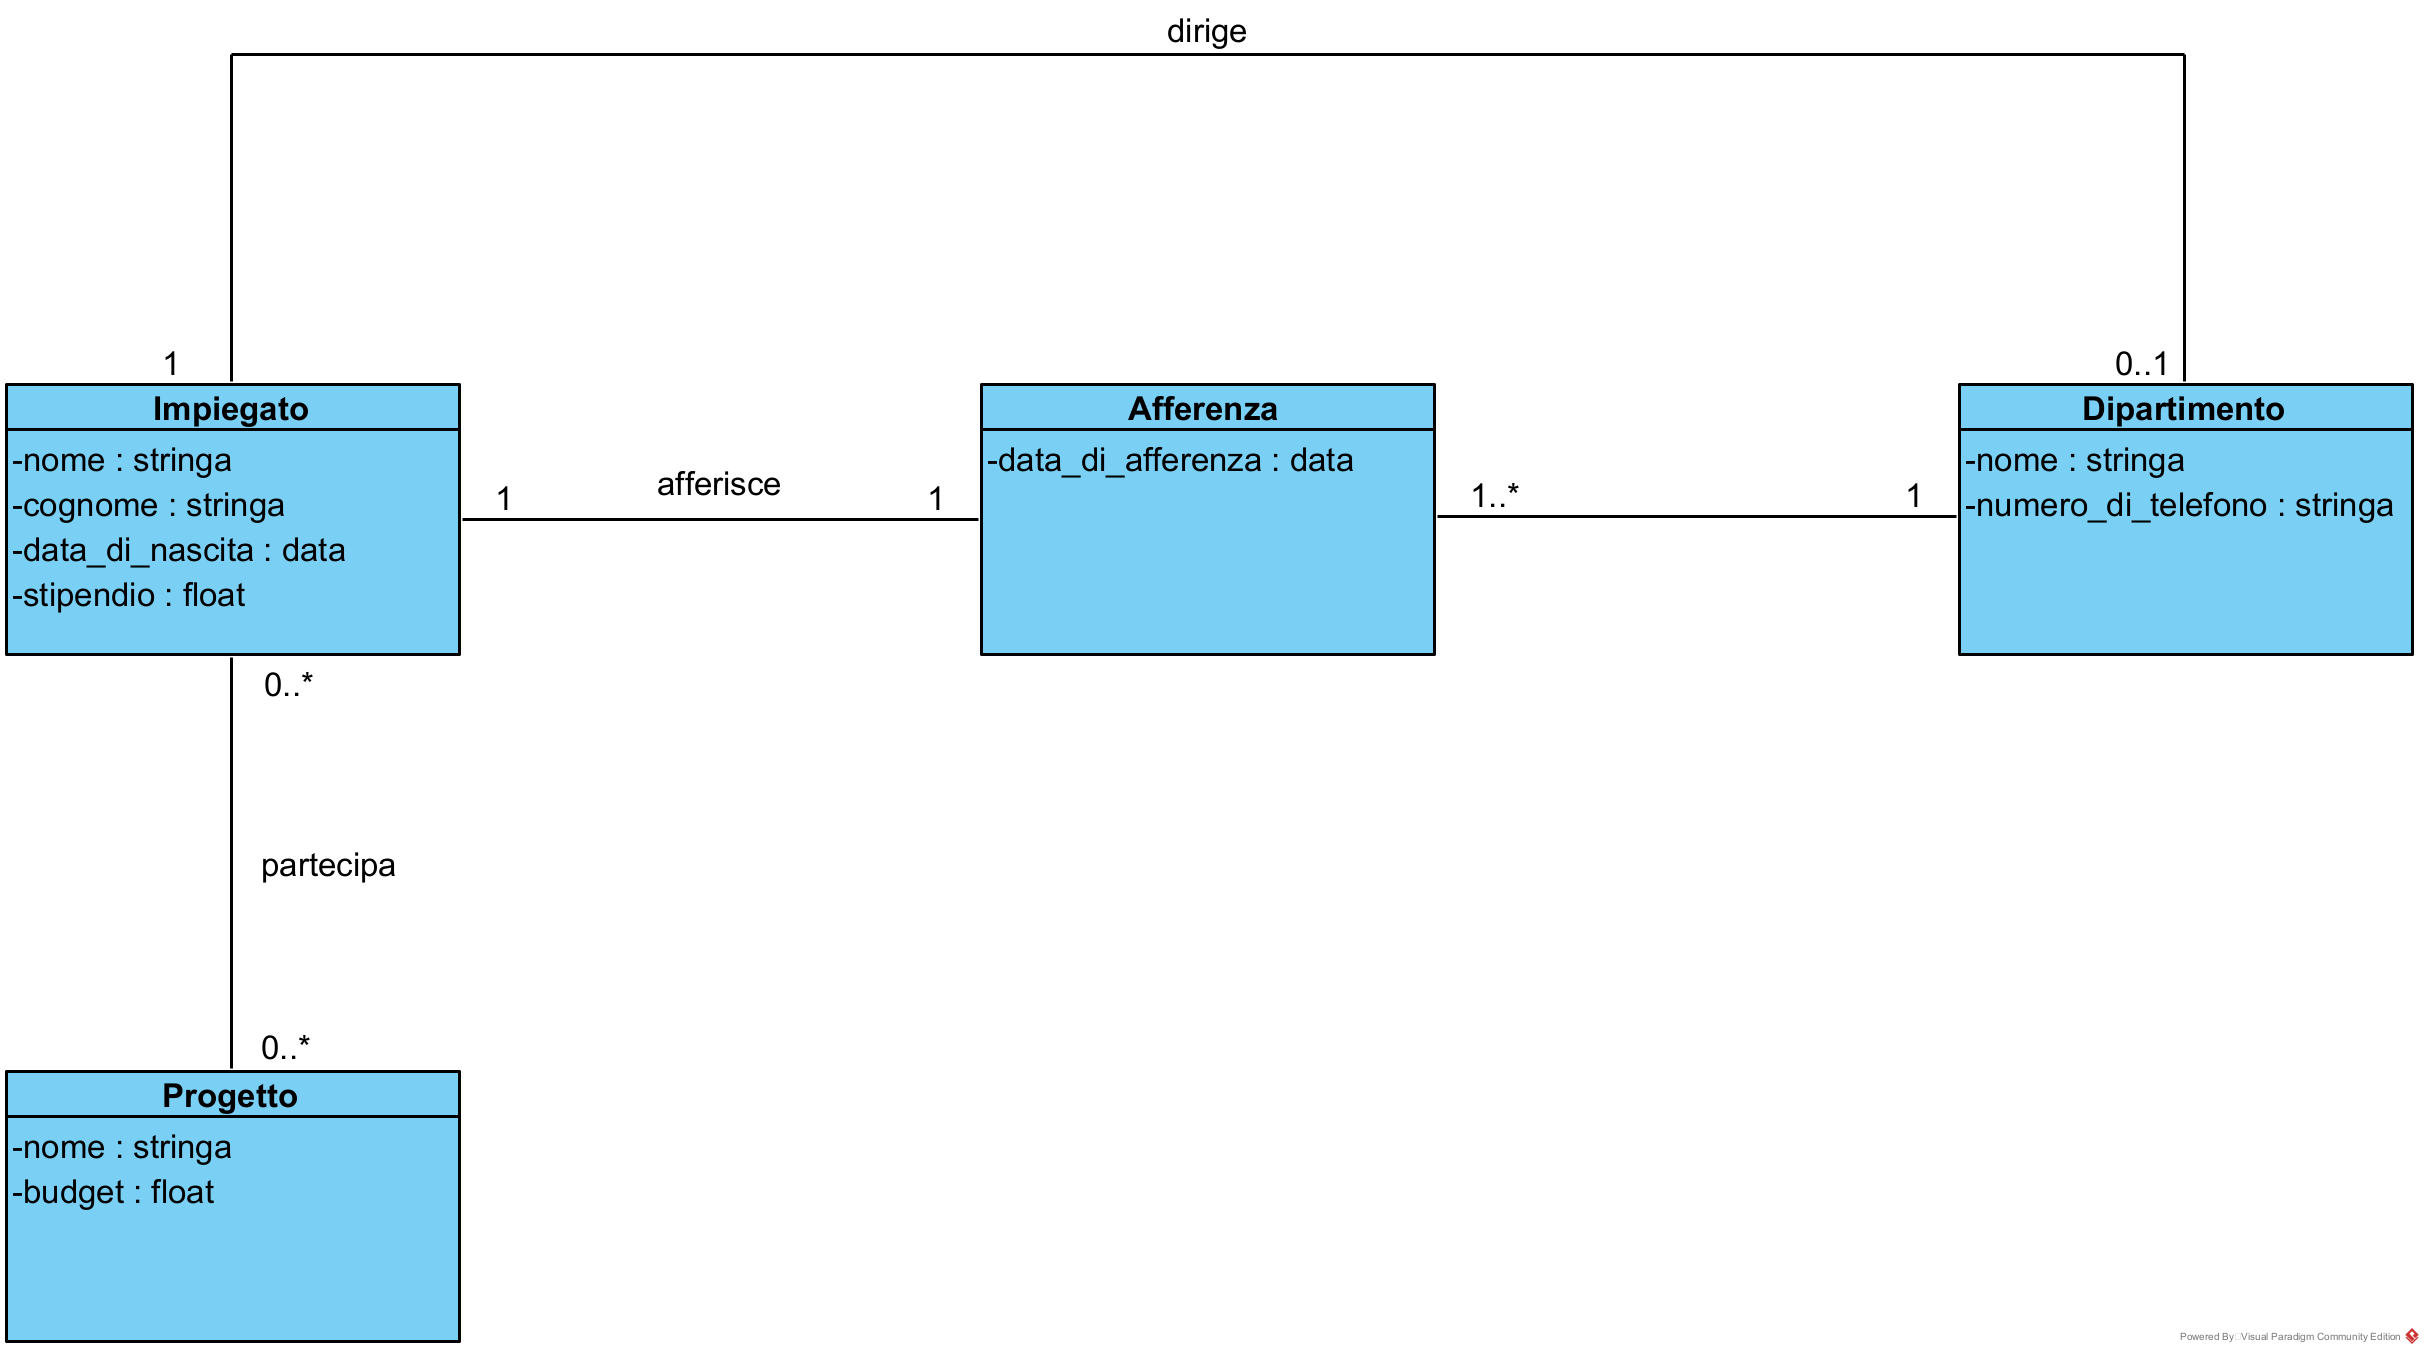 dirige
1
0..1
Impiegato
-nome : stringa
-cognome : stringa
-data_di_nascita : data
-stipendio : float
1
afferisce
1
Afferenza
-data_di_afferenza : data
1..*
1
Dipartimento
-nome : stringa
-numero_di_telefono : stringa
0..*
partecipa
0..*
Progetto
-nome : stringa
-budget : float
Powered By Visual Paradigm Community Edition